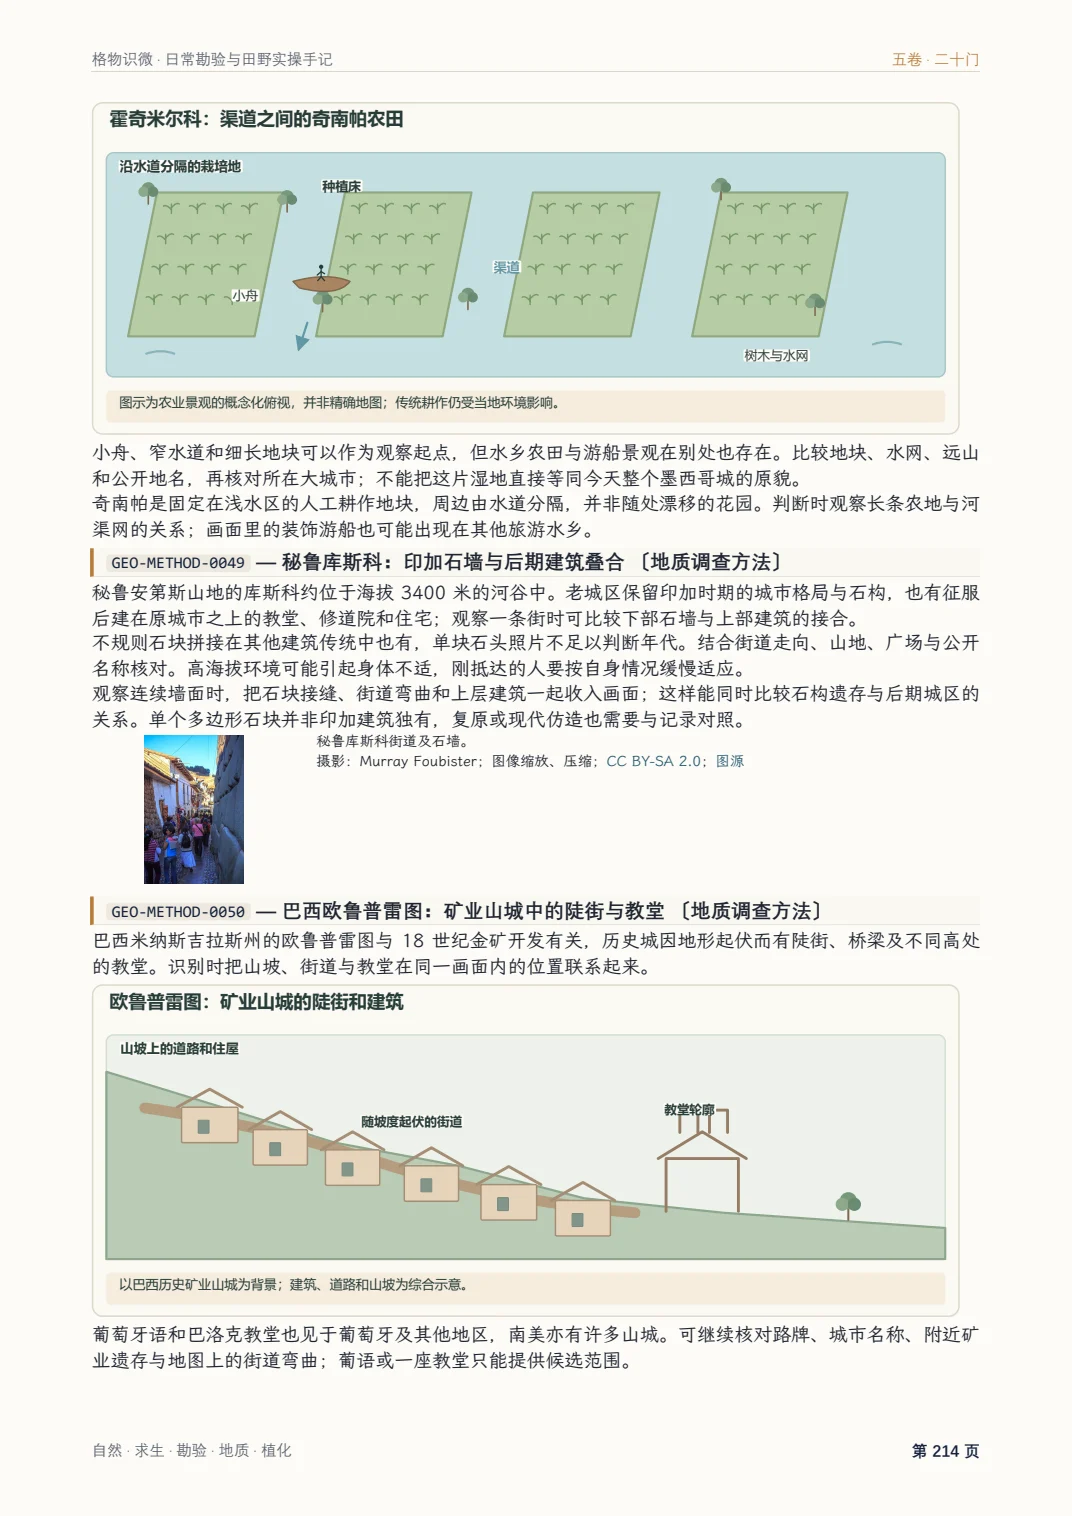 格物识微 · 日常勘验与田野实操手记
五卷 · 二十门
霍奇米尔科：渠道之间的奇南帕农田
沿水道分隔的栽培地
种植床
渠道
小舟
树木与水网
图示为农业景观的概念化俯视，并非精确地图；传统耕作仍受当地环境影响。
小舟、窄水道和细长地块可以作为观察起点，但水乡农田与游船景观在别处也存在。比较地块、水网、远山
和公开地名，再核对所在大城市；不能把这片湿地直接等同今天整个墨西哥城的原貌。
奇南帕是固定在浅水区的人工耕作地块，周边由水道分隔，并非随处漂移的花园。判断时观察长条农地与河
渠网的关系；画面里的装饰游船也可能出现在其他旅游水乡。
GEO-METHOD-0049 — 秘鲁库斯科：印加石墙与后期建筑叠合 〔地质调查方法〕
秘鲁安第斯山地的库斯科约位于海拔 3400 米的河谷中。老城区保留印加时期的城市格局与石构，也有征服
后建在原城市之上的教堂、修道院和住宅；观察一条街时可比较下部石墙与上部建筑的接合。
不规则石块拼接在其他建筑传统中也有，单块石头照片不足以判断年代。结合街道走向、山地、广场与公开
名称核对。高海拔环境可能引起身体不适，刚抵达的人要按自身情况缓慢适应。
观察连续墙面时，把石块接缝、街道弯曲和上层建筑一起收入画面；这样能同时比较石构遗存与后期城区的
关系。单个多边形石块并非印加建筑独有，复原或现代仿造也需要与记录对照。
秘鲁库斯科街道及石墙。
摄影：Murray Foubister；图像缩放、压缩；CC BY-SA 2.0；图源
GEO-METHOD-0050 — 巴西欧鲁普雷图：矿业山城中的陡街与教堂 〔地质调查方法〕
巴西米纳斯吉拉斯州的欧鲁普雷图与 18 世纪金矿开发有关，历史城因地形起伏而有陡街、桥梁及不同高处
的教堂。识别时把山坡、街道与教堂在同一画面内的位置联系起来。
欧鲁普雷图：矿业山城的陡街和建筑
山坡上的道路和住屋
随坡度起伏的街道
教堂轮廓
以巴西历史矿业山城为背景；建筑、道路和山坡为综合示意。
葡萄牙语和巴洛克教堂也见于葡萄牙及其他地区，南美亦有许多山城。可继续核对路牌、城市名称、附近矿
业遗存与地图上的街道弯曲；葡语或一座教堂只能提供候选范围。
自然 · 求生 · 勘验 · 地质 · 植化
第 214 页